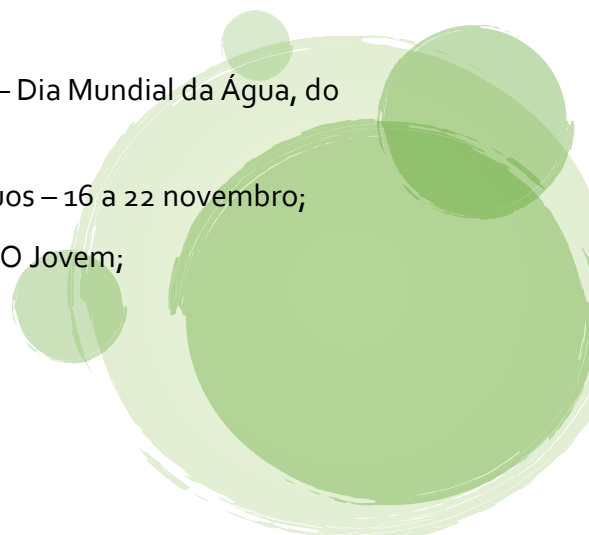 – Dia Mundial da Água, do
uos – 16 a 22 novembro;
O Jovem;